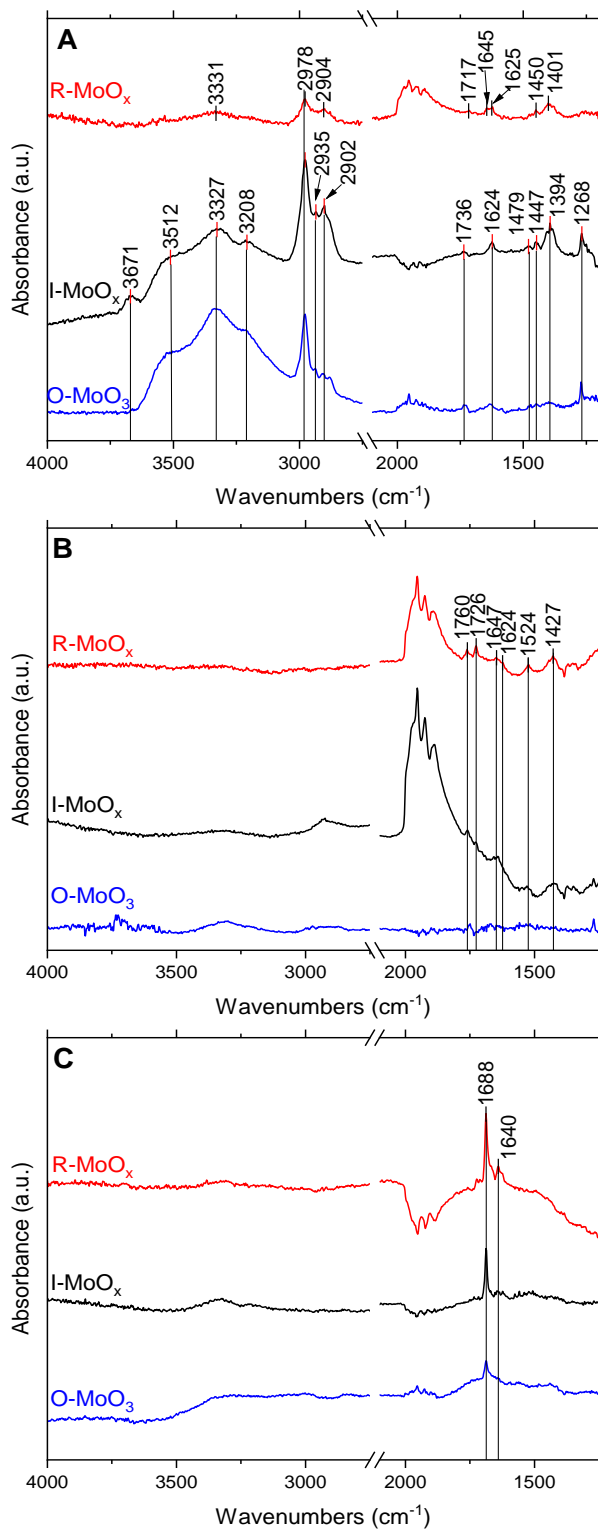 A
R-MoOₓ
3331
2978
2904
1717
1645
1625
1450
1401
2935
2902
3671
3512
3327
3208
1736
1624
1479
1447
1394
1268
I-MoOₓ
O-MoO₃
Absorbance (a.u.)
4000 3500 3000 2000 1500
Wavenumbers (cm⁻¹)
B
R-MoOₓ
1760
1726
1647
1624
1524
1427
I-MoOₓ
O-MoO₃
Absorbance (a.u.)
4000 3500 3000 2000 1500
Wavenumbers (cm⁻¹)
C
1688
1640
R-MoOₓ
I-MoOₓ
O-MoO₃
Absorbance (a.u.)
4000 3500 3000 2000 1500
Wavenumbers (cm⁻¹)